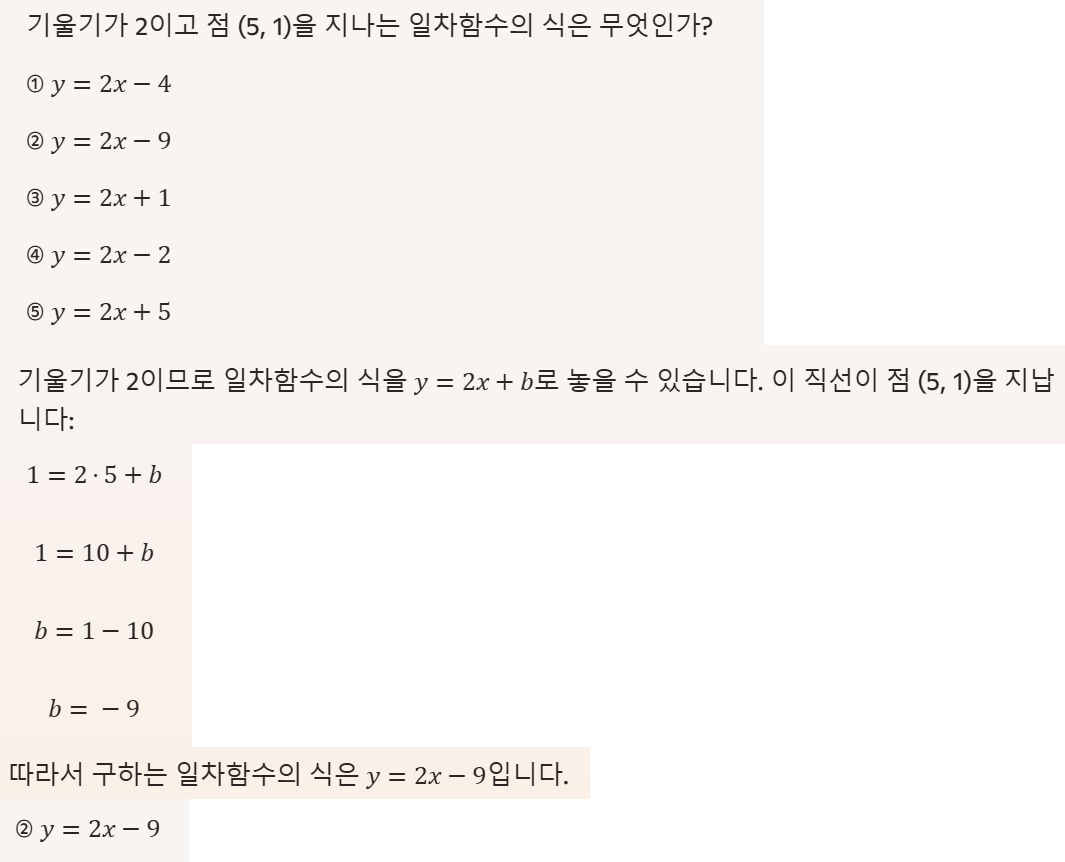 기울기가 2이고 점 (5, 1)을 지나는 일차함수의 식은 무엇인가?
① y = 2x − 4
② y = 2x − 9
③ y = 2x + 1
④ y = 2x − 2
⑤ y = 2x + 5
기울기가 2이므로 일차함수의 식을 y = 2x + b로 놓을 수 있습니다. 이 직선이 점 (5, 1)을 지납
니다:
1 = 2 · 5 + b
1 = 10 + b
b = 1 − 10
b = − 9
따라서 구하는 일차함수의 식은 y = 2x − 9입니다.
② y = 2x − 9